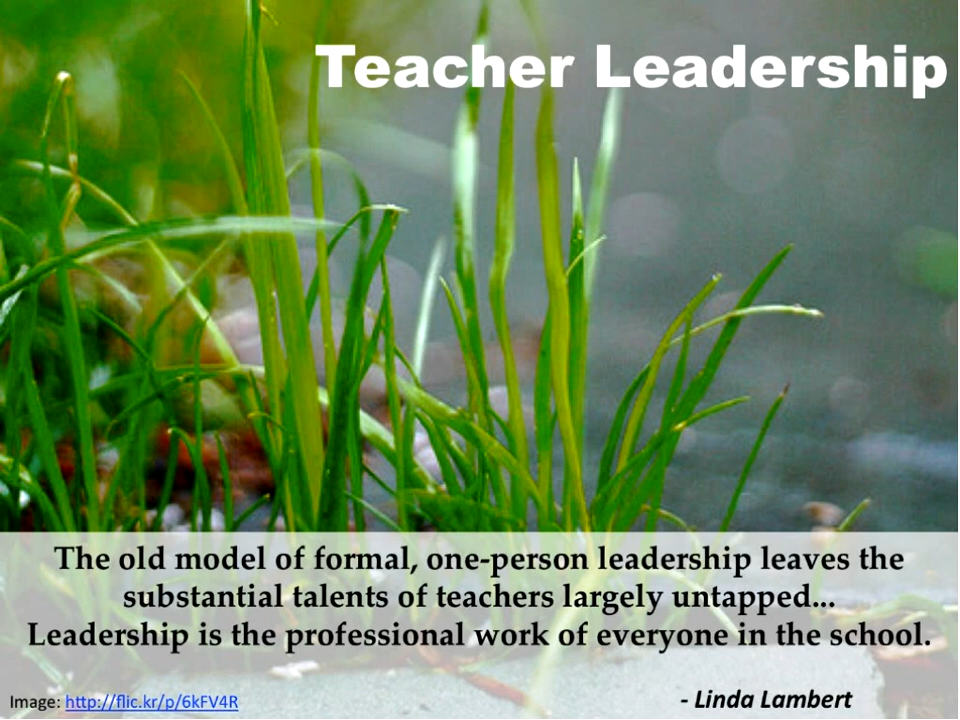 Teacher Leadership
The old model of formal, one-person leadership leaves the
substantial talents of teachers largely untapped...
Leadership is the professional work of everyone in the school.
Image: http://flic.kr/p/6kFV4R
- Linda Lambert